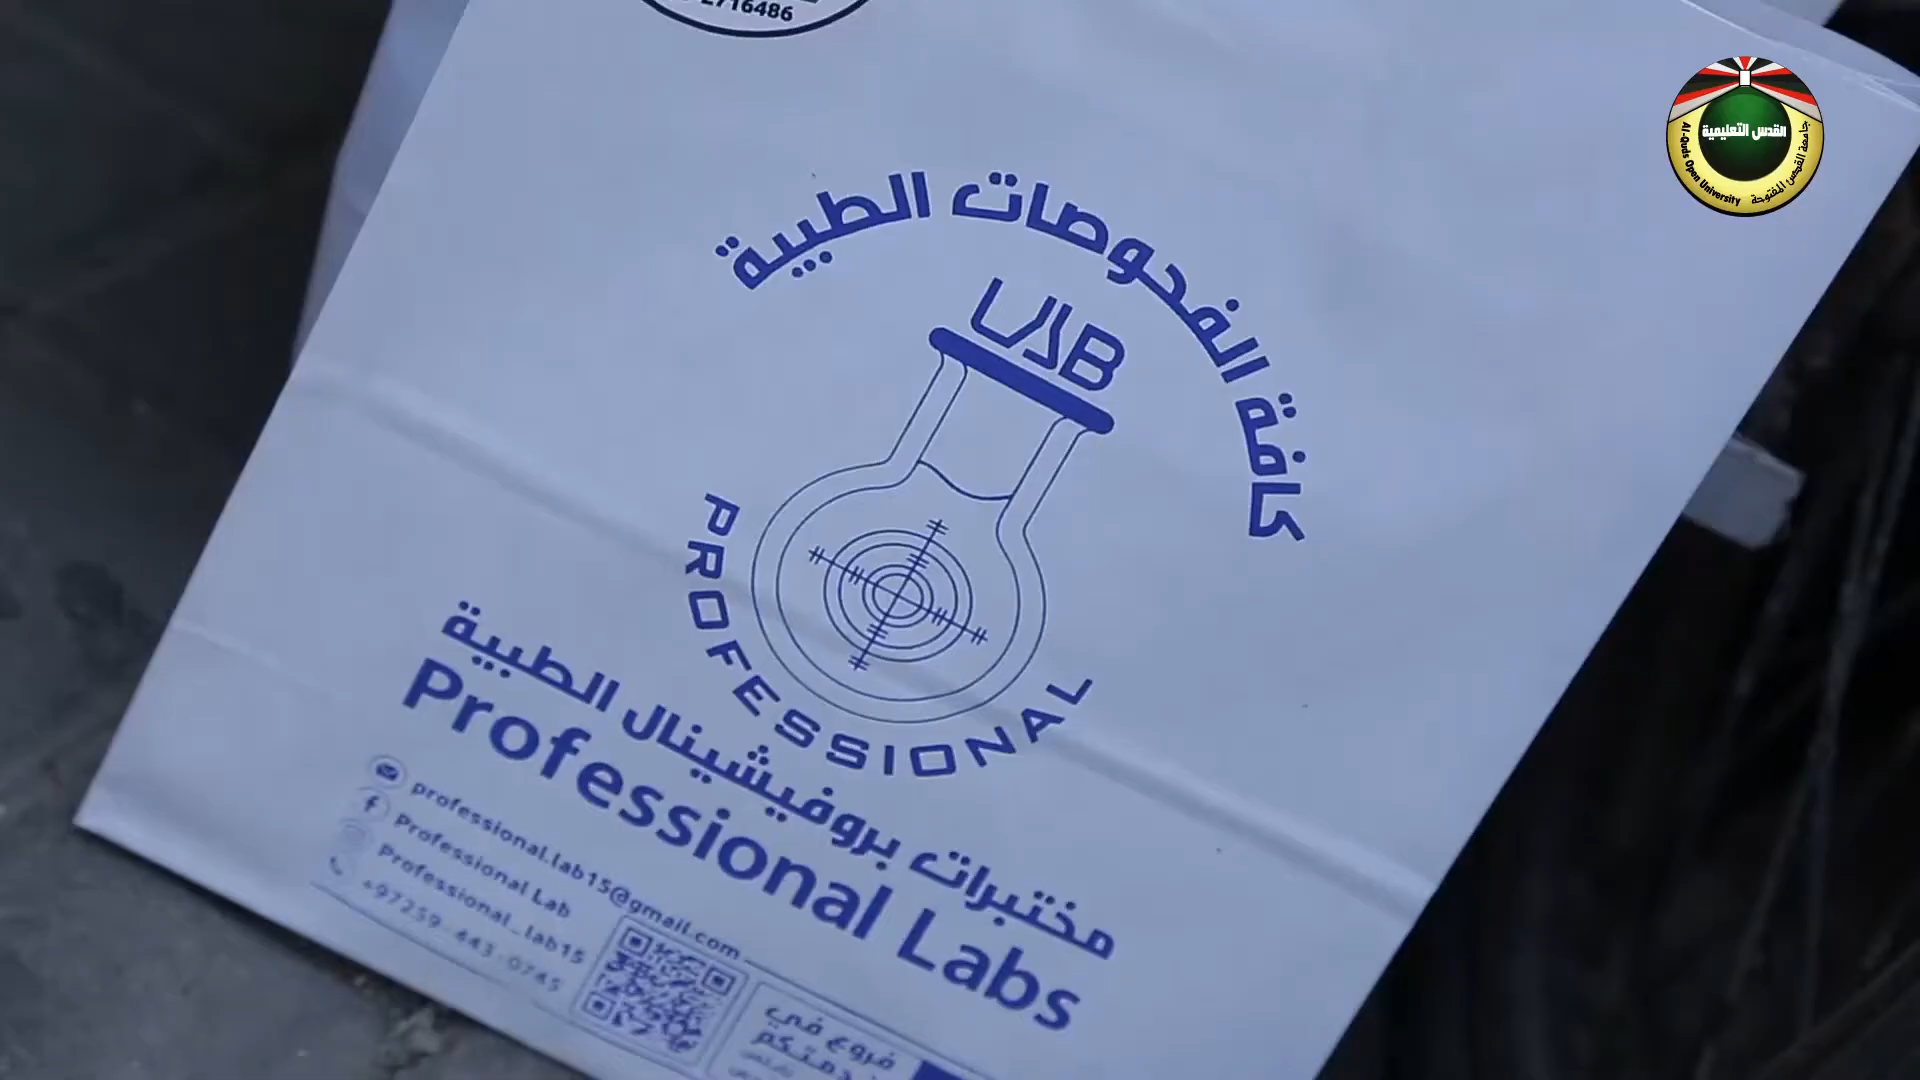 2716486
كافة الفحوصات الطبية
LAB
PROFESSIONAL
مختبرات بروفيشينال الطبية
Professional Labs
professional.lab15@gmail.com
Professional Lab
Professional_lab15
+97259-443-0745
فروع في
القدس التعليمية
Al-Quds Open University
جامعة القدس المفتوحة